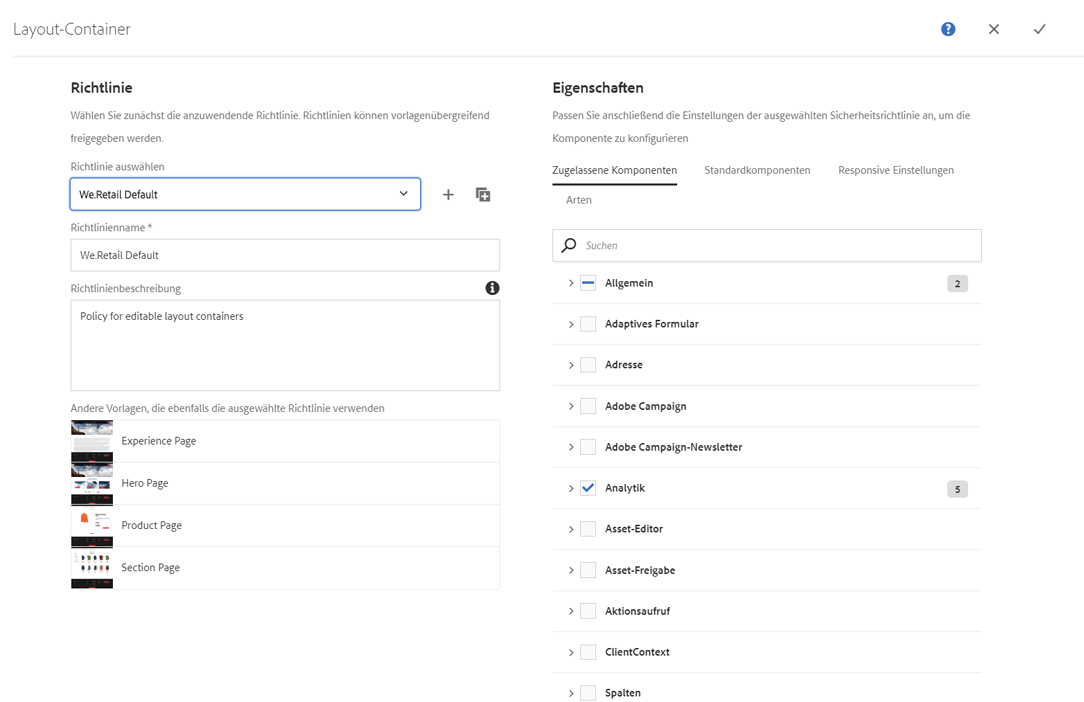 Layout-Container
Richtlinie
Wählen Sie zunächst die anzuwendende Richtlinie. Richtlinien können vorlagenübergreifend
freigegeben werden.
Richtlinie auswählen
We.Retail Default
Richtlinienname *
We.Retail Default
Richtlinienbeschreibung
Policy for editable layout containers
Andere Vorlagen, die ebenfalls die ausgewählte Richtlinie verwenden
Experience Page
Hero Page
Product Page
Section Page
Eigenschaften
Passen Sie anschließend die Einstellungen der ausgewählten Sicherheitsrichtlinie an, um die
Komponente zu konfigurieren
Zugelassene Komponenten Standardkomponenten Responsive Einstellungen
Arten
Suchen
Allgemein 2
Adaptives Formular
Adresse
Adobe Campaign
Adobe Campaign-Newsletter
Analytik 5
Asset-Editor
Asset-Freigabe
Aktionsaufruf
ClientContext
Spalten